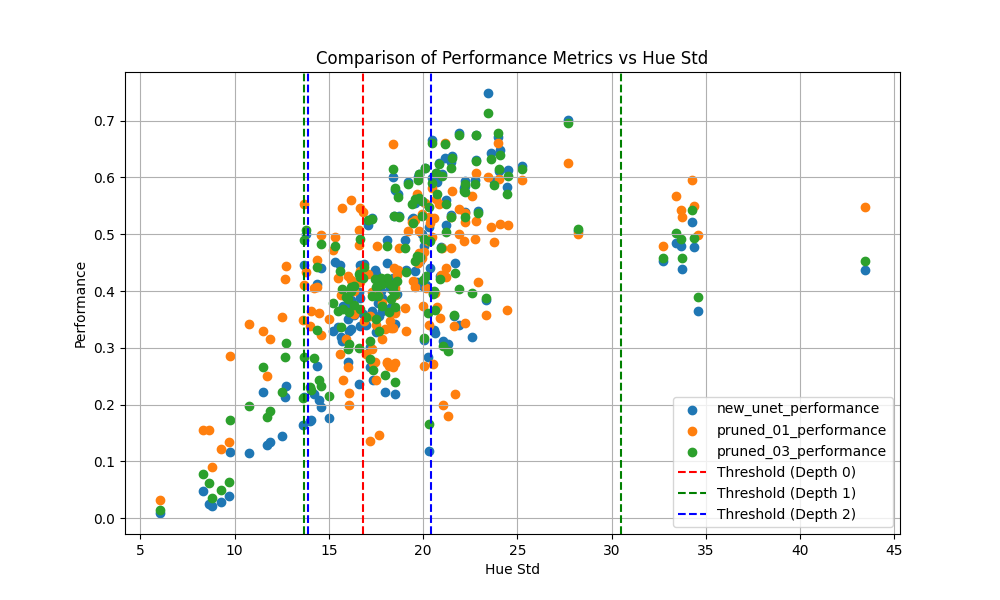 Comparison of Performance Metrics vs Hue Std
Performance
0.7
0.6
0.5
0.4
0.3
0.2
0.1
0.0
new_unet_performance
pruned_01_performance
pruned_03_performance
Threshold (Depth 0)
Threshold (Depth 1)
Threshold (Depth 2)
5 10 15 20 25 30 35 40 45
Hue Std